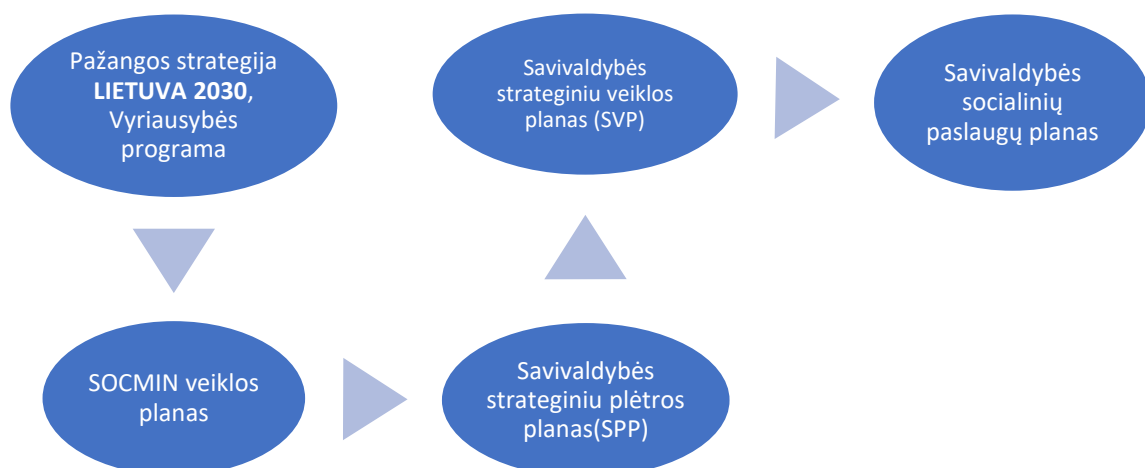 Pažangos strategija
LIETUVA 2030,
Vyriausybės
programa
SOCMIN veiklos
planas
Savivaldybės
strateginiu plėtros
planas(SPP)
Savivaldybės
strateginiu veiklos
planas (SVP)
Savivaldybės
socialinių
paslaugų planas